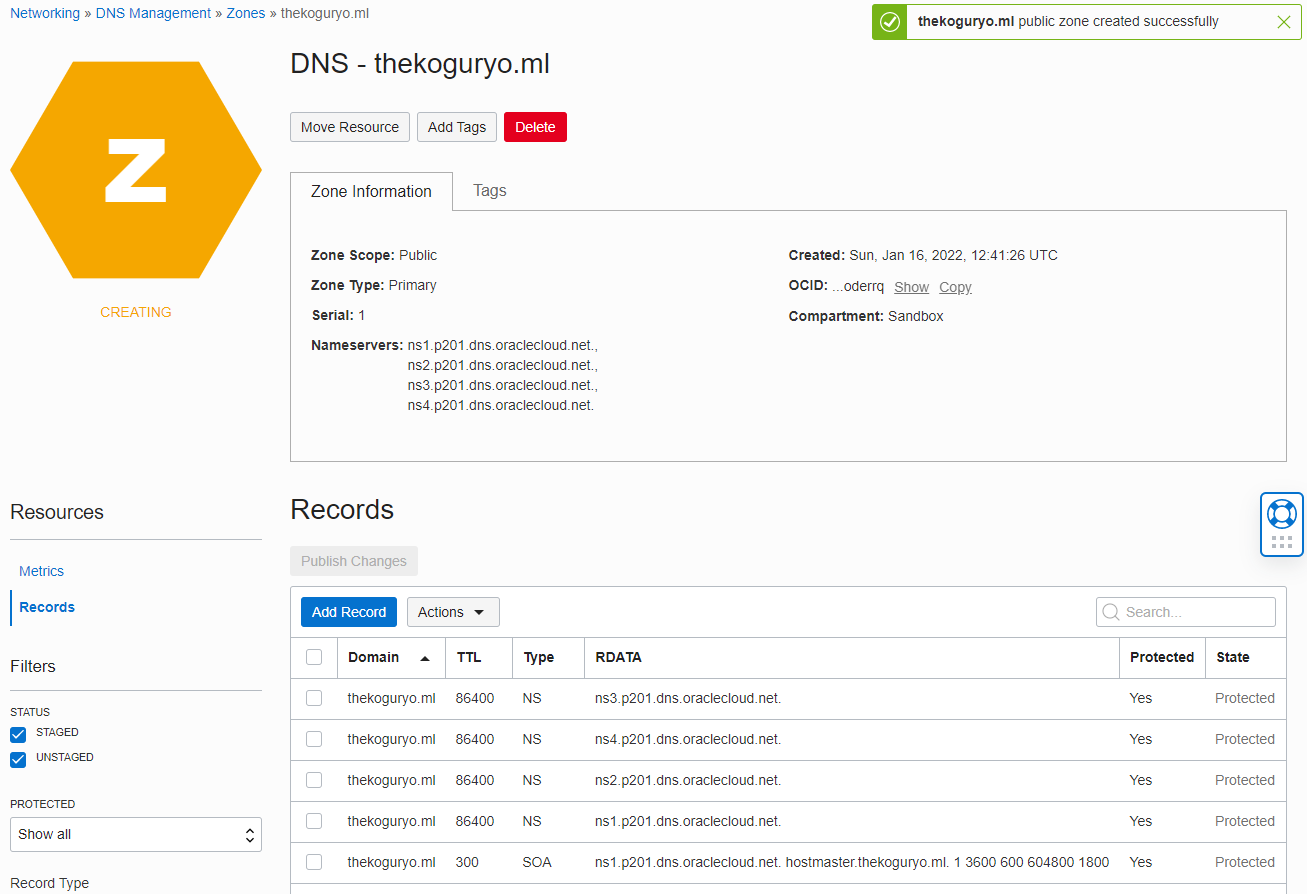 Networking » DNS Management » Zones » thekoguryo.ml
thekoguryo.ml public zone created successfully
DNS - thekoguryo.ml
Z
CREATING
Move Resource
Add Tags
Delete
Zone Information
Tags
Zone Scope: Public
Zone Type: Primary
Serial: 1
Nameservers: ns1.p201.dns.oraclecloud.net.,
ns2.p201.dns.oraclecloud.net.,
ns3.p201.dns.oraclecloud.net.,
ns4.p201.dns.oraclecloud.net.
Created: Sun, Jan 16, 2022, 12:41:26 UTC
OCID: ...oderrq Show Copy
Compartment: Sandbox
Resources
Metrics
Records
Filters
STATUS
STAGED
UNSTAGED
PROTECTED
Show all
Record Type
Records
Publish Changes
Add Record
Actions
Search...
Domain TTL Type RDATA Protected State
thekoguryo.ml 86400 NS ns3.p201.dns.oraclecloud.net. Yes Protected
thekoguryo.ml 86400 NS ns4.p201.dns.oraclecloud.net. Yes Protected
thekoguryo.ml 86400 NS ns2.p201.dns.oraclecloud.net. Yes Protected
thekoguryo.ml 86400 NS ns1.p201.dns.oraclecloud.net. Yes Protected
thekoguryo.ml 300 SOA ns1.p201.dns.oraclecloud.net. hostmaster.thekoguryo.ml. 1 3600 600 604800 1800 Yes Protected